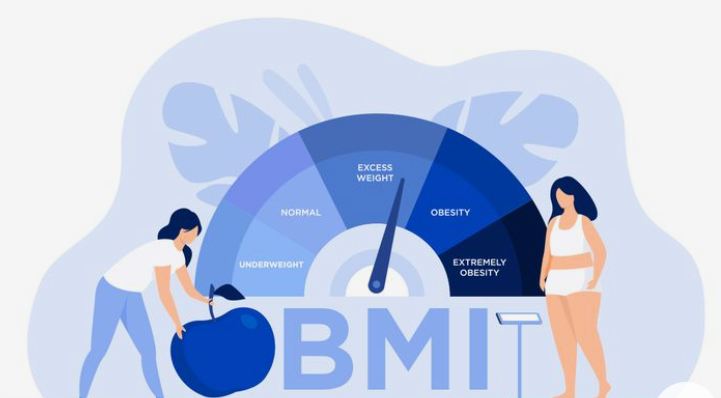 EXCESS
WEIGHT
NORMAL
OBESITY
UNDERWEIGHT
EXTREMELY
OBESITY
BMI